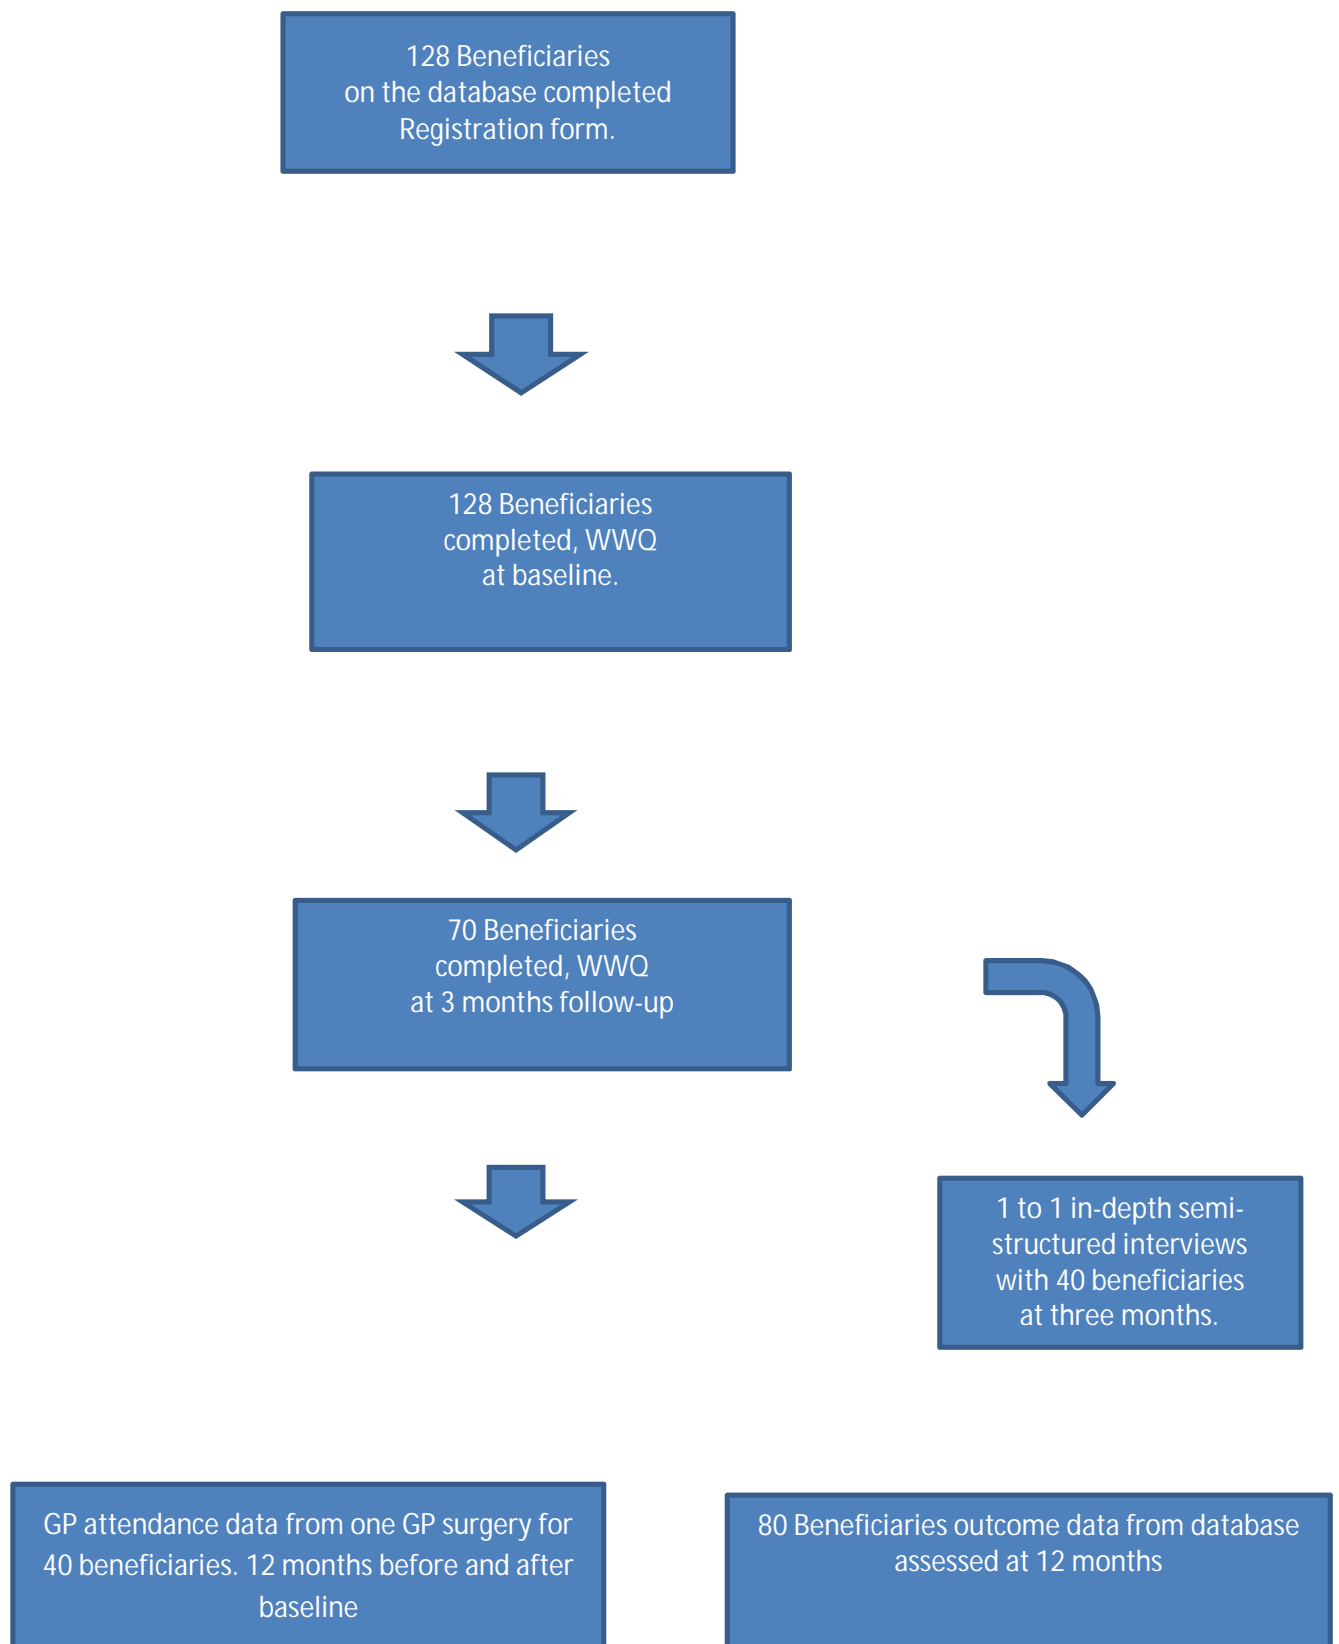 128 Beneficiaries
on the database completed
Registration form.
128 Beneficiaries
completed, WWQ
at baseline.
70 Beneficiaries
completed, WWQ
at 3 months follow-up
1 to 1 in-depth semi-
structured interviews
with 40 beneficiaries
at three months.
GP attendance data from one GP surgery for
40 beneficiaries. 12 months before and after
baseline
80 Beneficiaries outcome data from database
assessed at 12 months